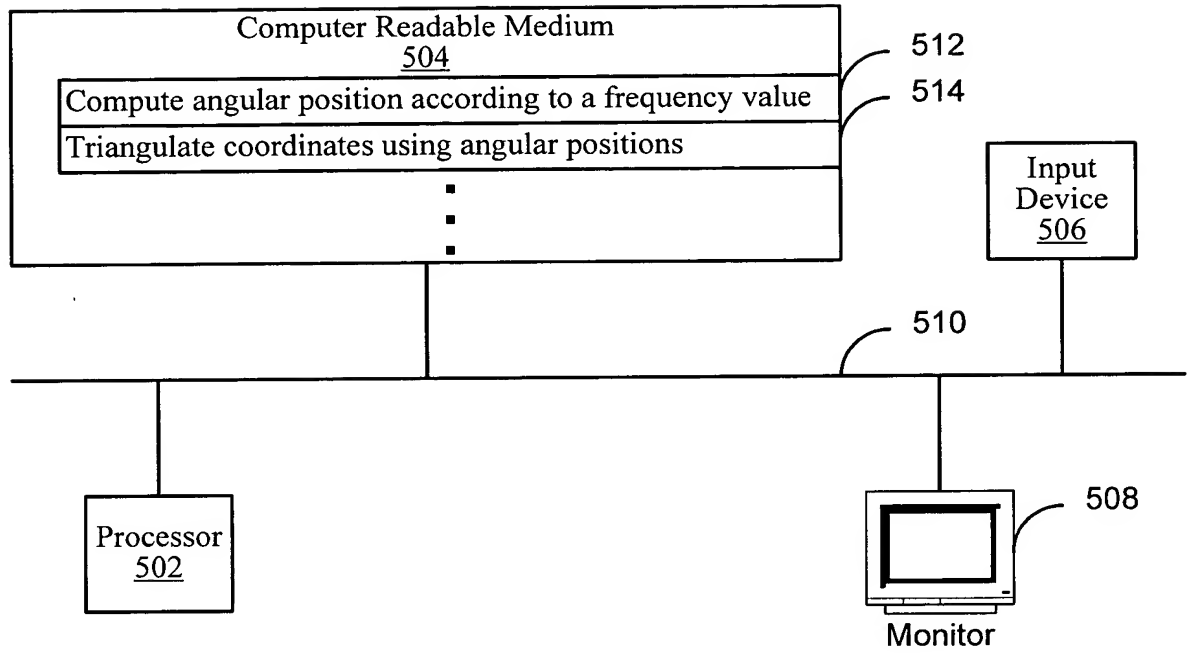 Computer Readable Medium
504
512
Compute angular position according to a frequency value
514
Triangulate coordinates using angular positions
Input
Device
506
510
Processor
502
508
Monitor